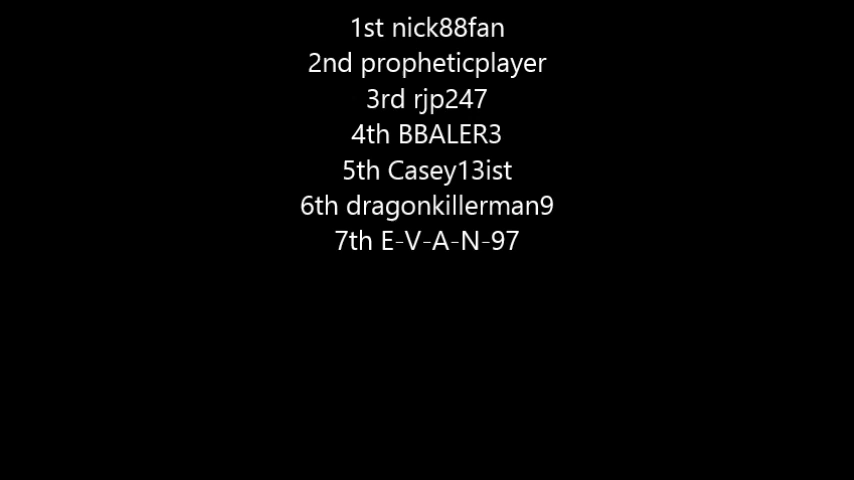 1st nick88fan
2nd propheticplayer
3rd rjp247
4th BBALER3
5th Casey13ist
6th dragonkillerman9
7th E-V-A-N-97